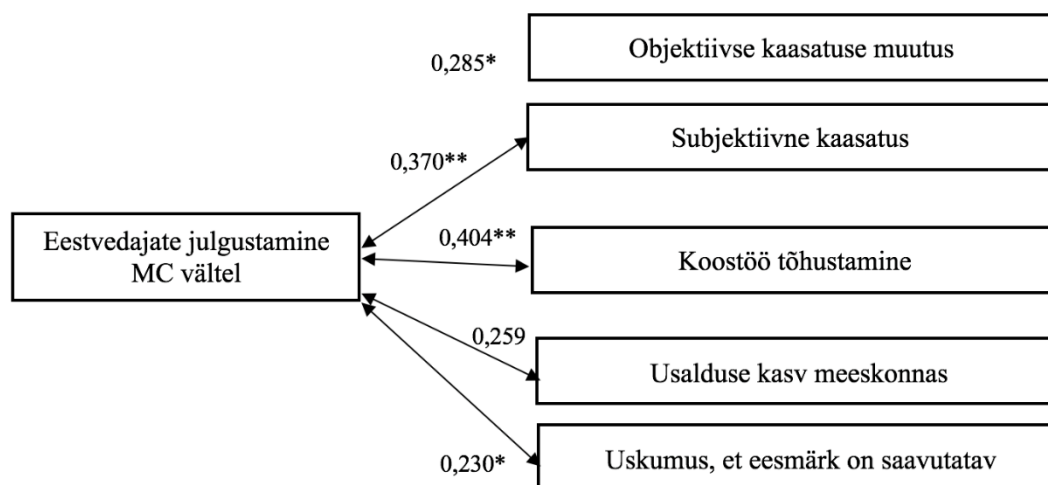 Objektiivse kaasatuse muutus
0,285*
Subjektiivne kaasatus
0,370**
Eestvedajate julgustamine
MC vältel
0,404**
Koostöö tõhustamine
0,259
Usalduse kasv meeskonnas
0,230*
Uskumus, et eesmärk on saavutatav